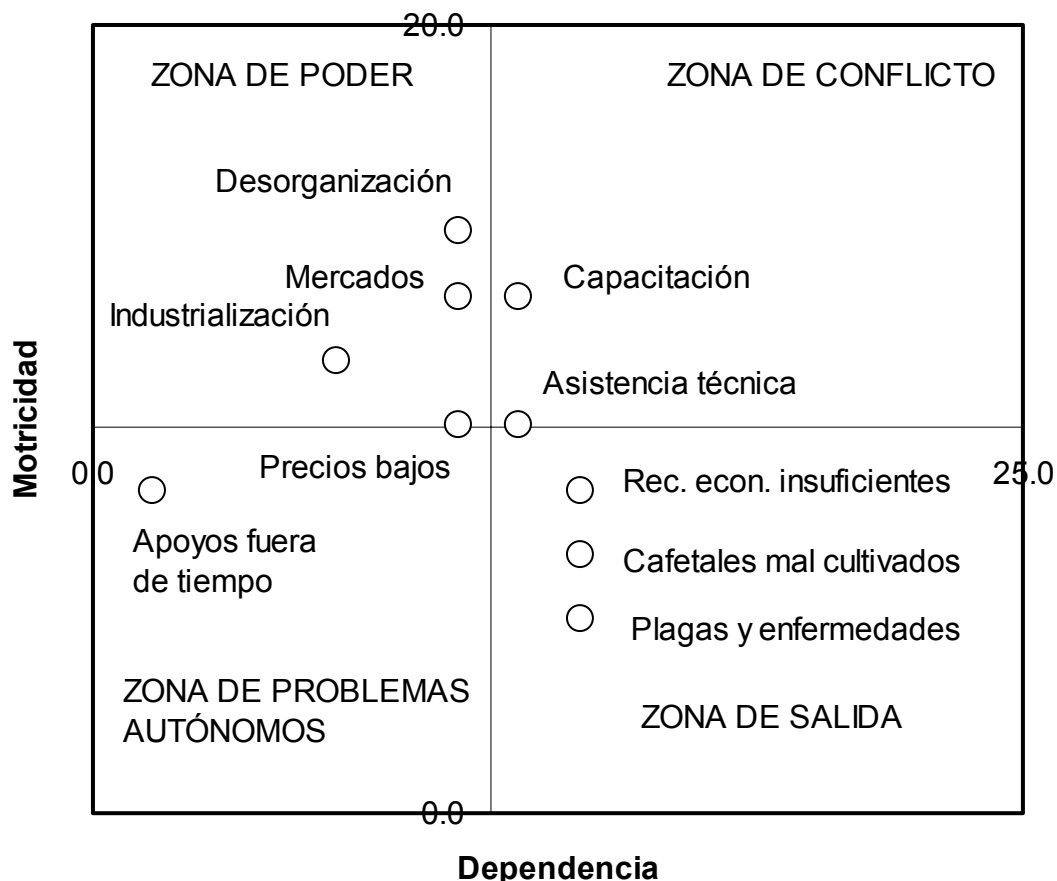 20.0
ZONA DE PODER
ZONA DE CONFLICTO
Desorganización
Mercados
Capacitación
Industrialización
Asistencia técnica
Motricidad
0.0
Precios bajos
Rec. econ. insuficientes
25.0
Apoyos fuera
de tiempo
Cafetales mal cultivados
Plagas y enfermedades
ZONA DE PROBLEMAS
AUTÓNOMOS
ZONA DE SALIDA
0.0
Dependencia